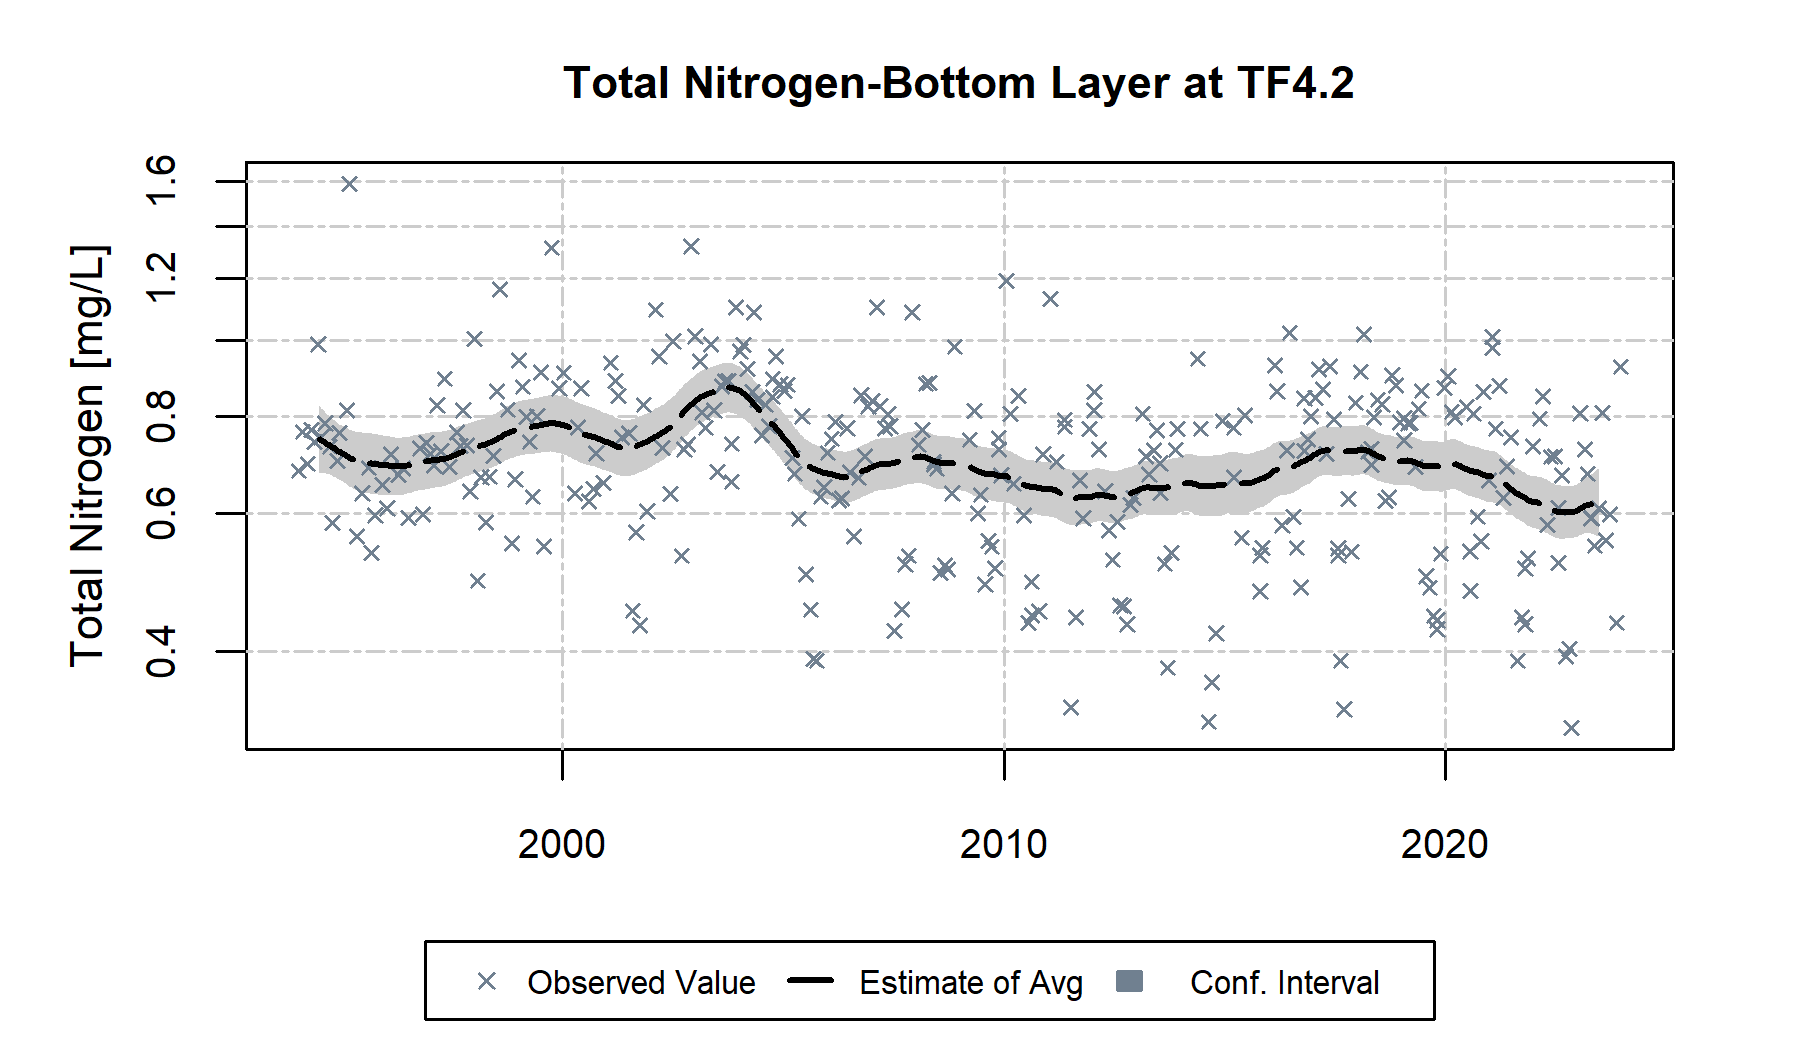 Total Nitrogen-Bottom Layer at TF4.2
Total Nitrogen [mg/L]
1.6
1.2
0.8
0.6
0.4
2000 2010 2020
Observed Value Estimate of Avg Conf. Interval